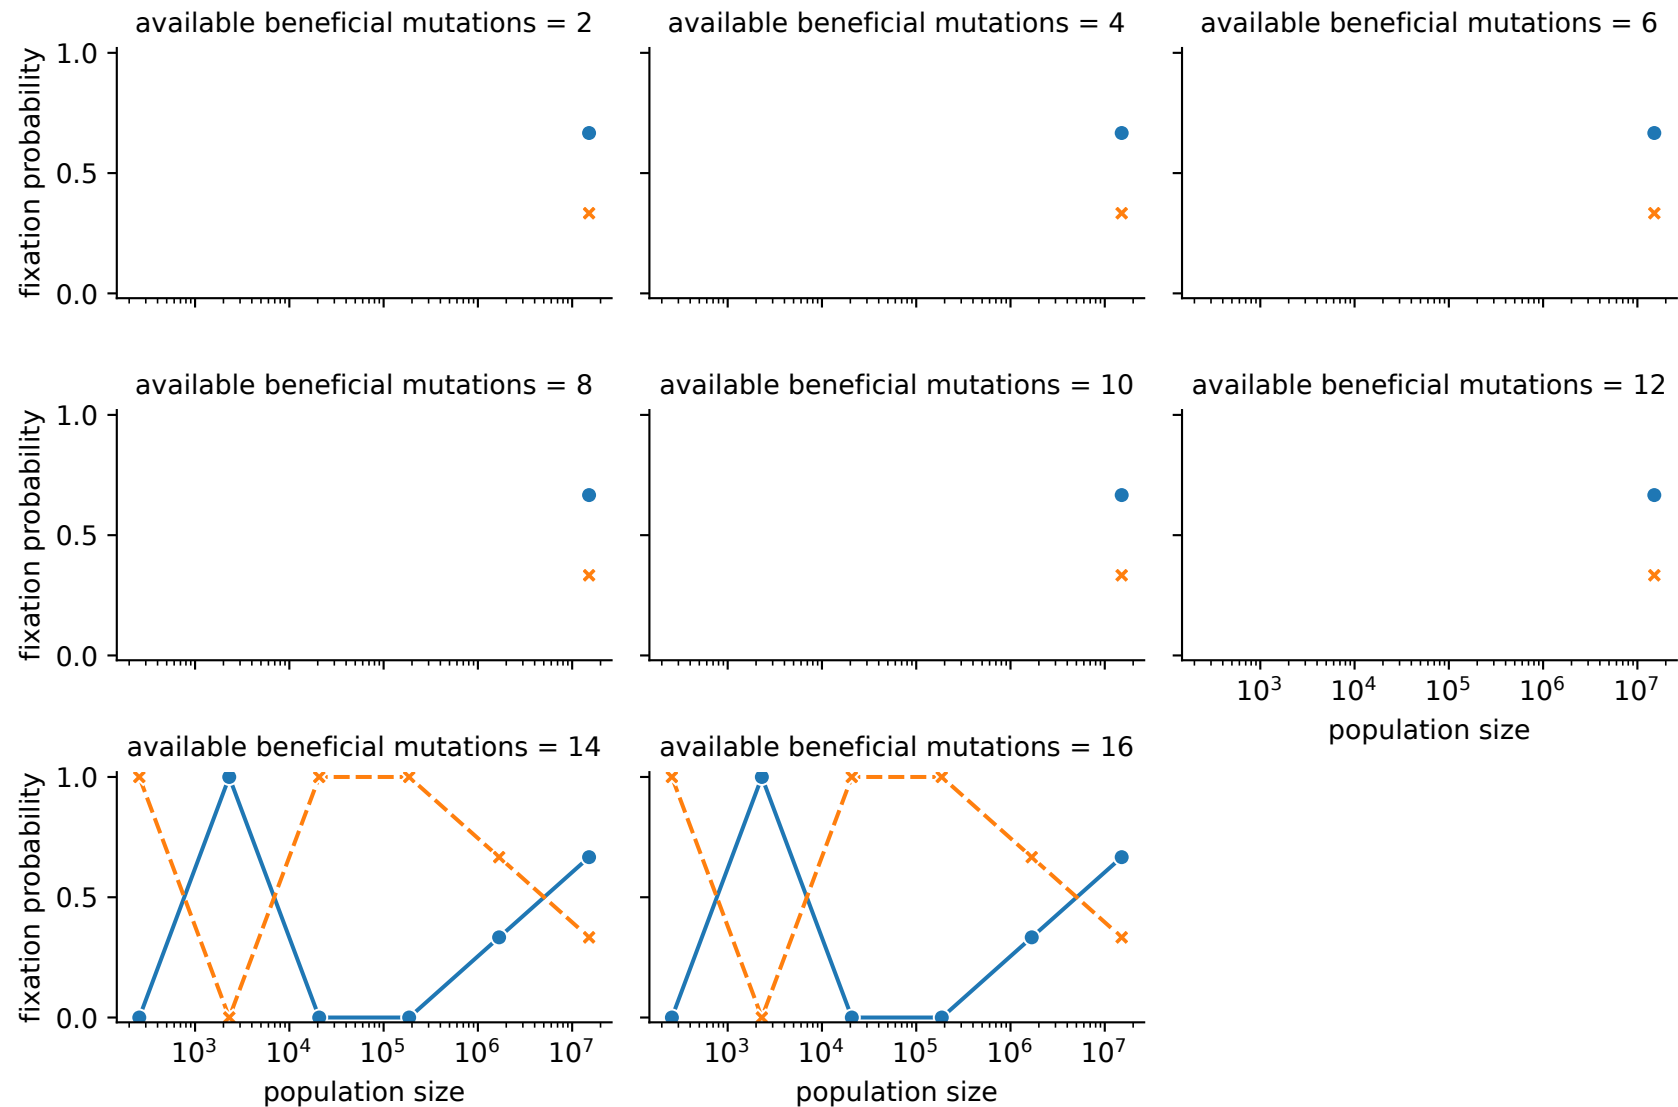 available beneficial mutations = 2
available beneficial mutations = 4
available beneficial mutations = 6
fixation probability
1.0
0.5
0.0
available beneficial mutations = 8
available beneficial mutations = 10
available beneficial mutations = 12
fixation probability
1.0
0.5
0.0
10³ 10⁴ 10⁵ 10⁶ 10⁷
population size
available beneficial mutations = 14
available beneficial mutations = 16
fixation probability
1.0
0.5
0.0
10³ 10⁴ 10⁵ 10⁶ 10⁷
population size
10³ 10⁴ 10⁵ 10⁶ 10⁷
population size